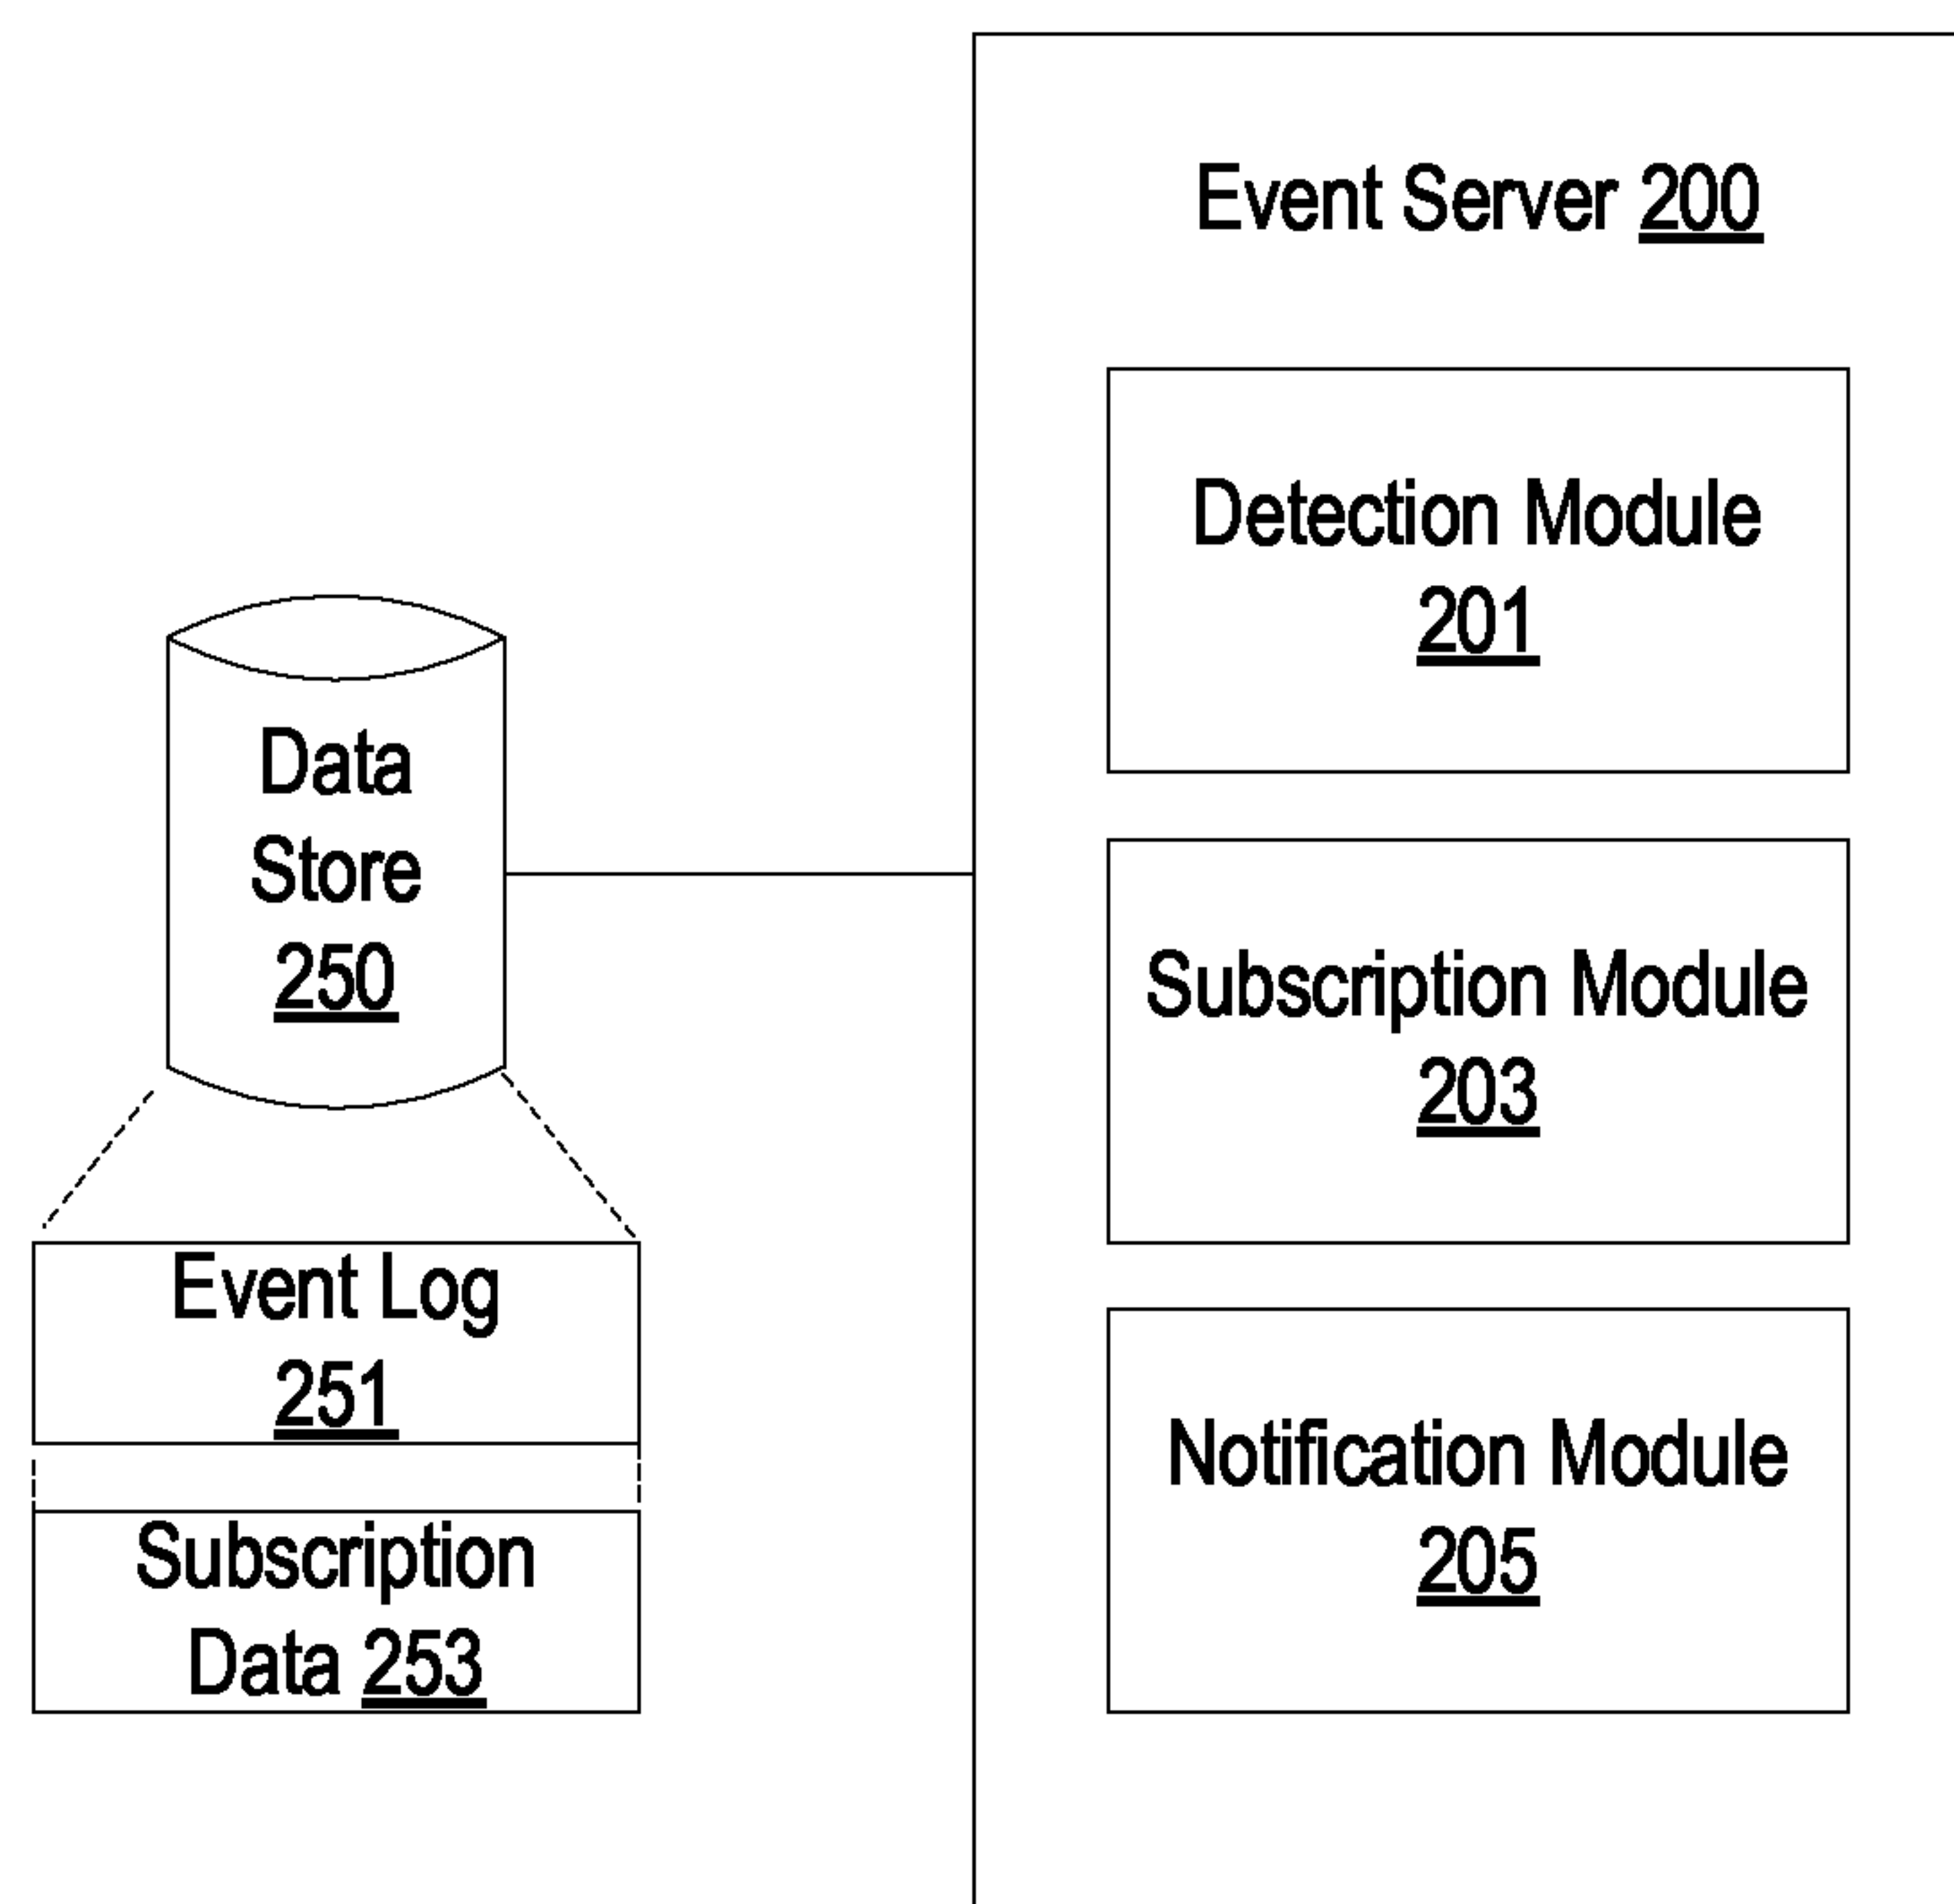 Event Server 200
Detection Module
201
Data
Store
250
Subscription Module
203
Event Log
251
Notification Module
205
Subscription
Data 253